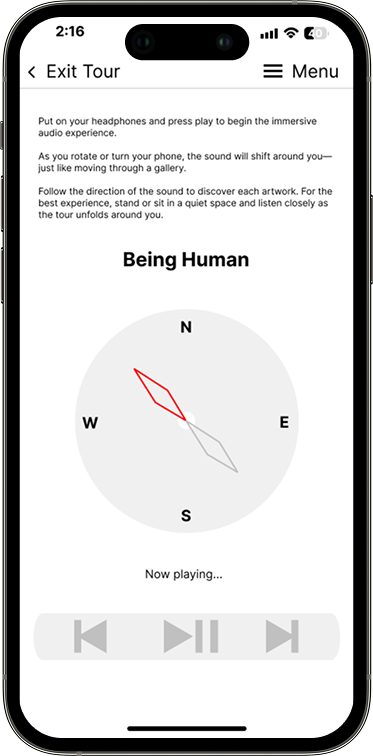 2:16
40
Exit Tour
Menu
Put on your headphones and press play to begin the immersive
audio experience.
As you rotate or turn your phone, the sound will shift around you—
just like moving through a gallery.
Follow the direction of the sound to discover each artwork. For the
best experience, stand or sit in a quiet space and listen closely as
the tour unfolds around you.
Being Human
N
W
E
S
Now playing...